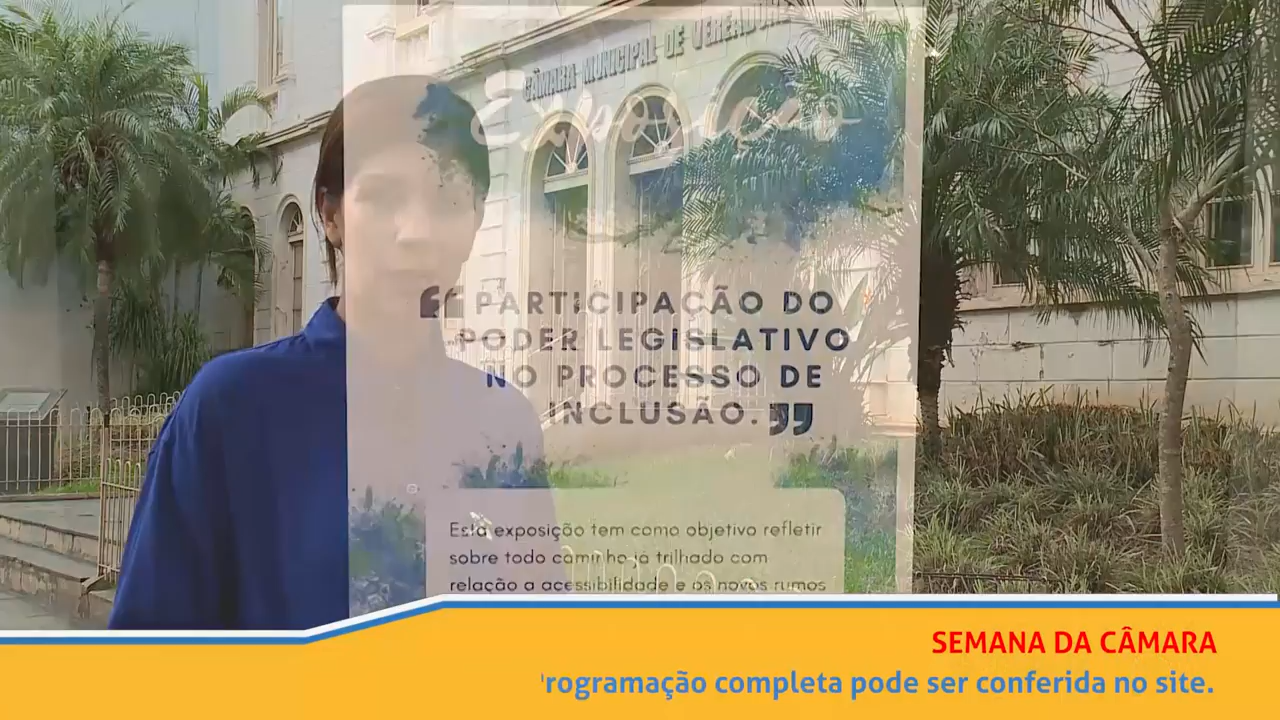 CÂMARA MUNICIPAL DE VEREADORES
Exposição
❝PARTICIPAÇÃO DO
PODER LEGISLATIVO
NO PROCESSO DE
INCLUSÃO.❞
Esta exposição tem como objetivo refletir
sobre todo caminho já trilhado com
relação a acessibilidade e os novos rumos
SEMANA DA CÂMARA
Programação completa pode ser conferida no site.